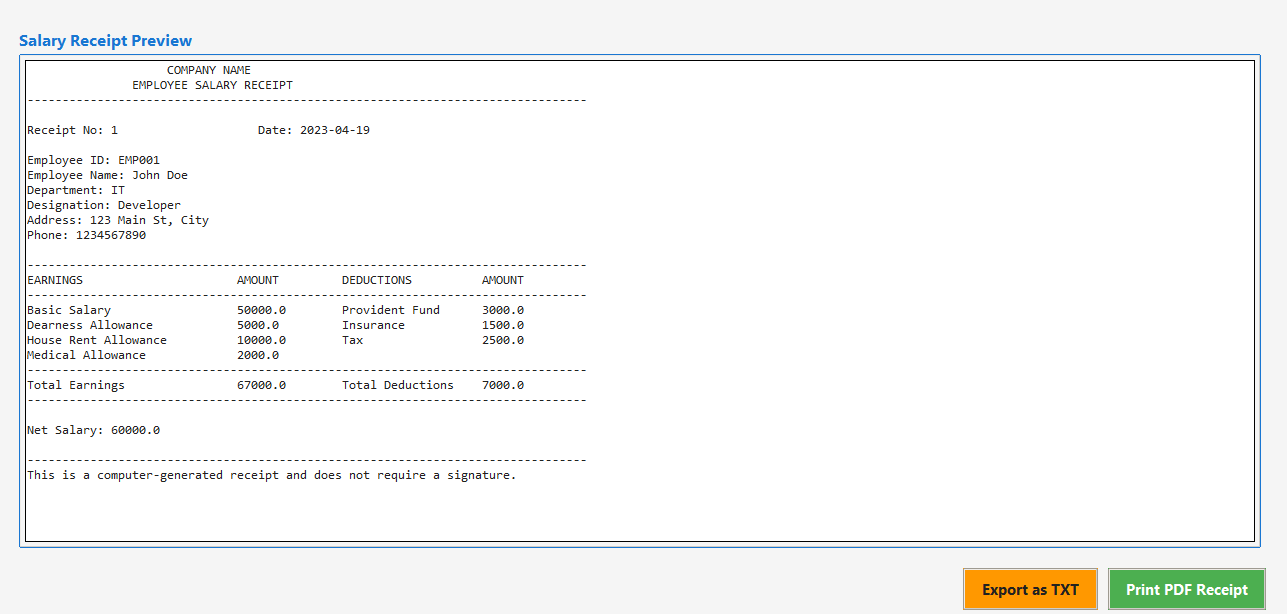 Salary Receipt Preview
COMPANY NAME
EMPLOYEE SALARY RECEIPT
--------------------------------------------------------------------------------
Receipt No: 1                    Date: 2023-04-19
Employee ID: EMP001
Employee Name: John Doe
Department: IT
Designation: Developer
Address: 123 Main St, City
Phone: 1234567890
--------------------------------------------------------------------------------
EARNINGS                      AMOUNT         DEDUCTIONS          AMOUNT
--------------------------------------------------------------------------------
Basic Salary                  50000.0        Provident Fund      3000.0
Dearness Allowance            5000.0         Insurance           1500.0
House Rent Allowance          10000.0        Tax                 2500.0
Medical Allowance             2000.0
--------------------------------------------------------------------------------
Total Earnings                67000.0        Total Deductions    7000.0
--------------------------------------------------------------------------------
Net Salary: 60000.0
--------------------------------------------------------------------------------
This is a computer-generated receipt and does not require a signature.
Export as TXT Print PDF Receipt